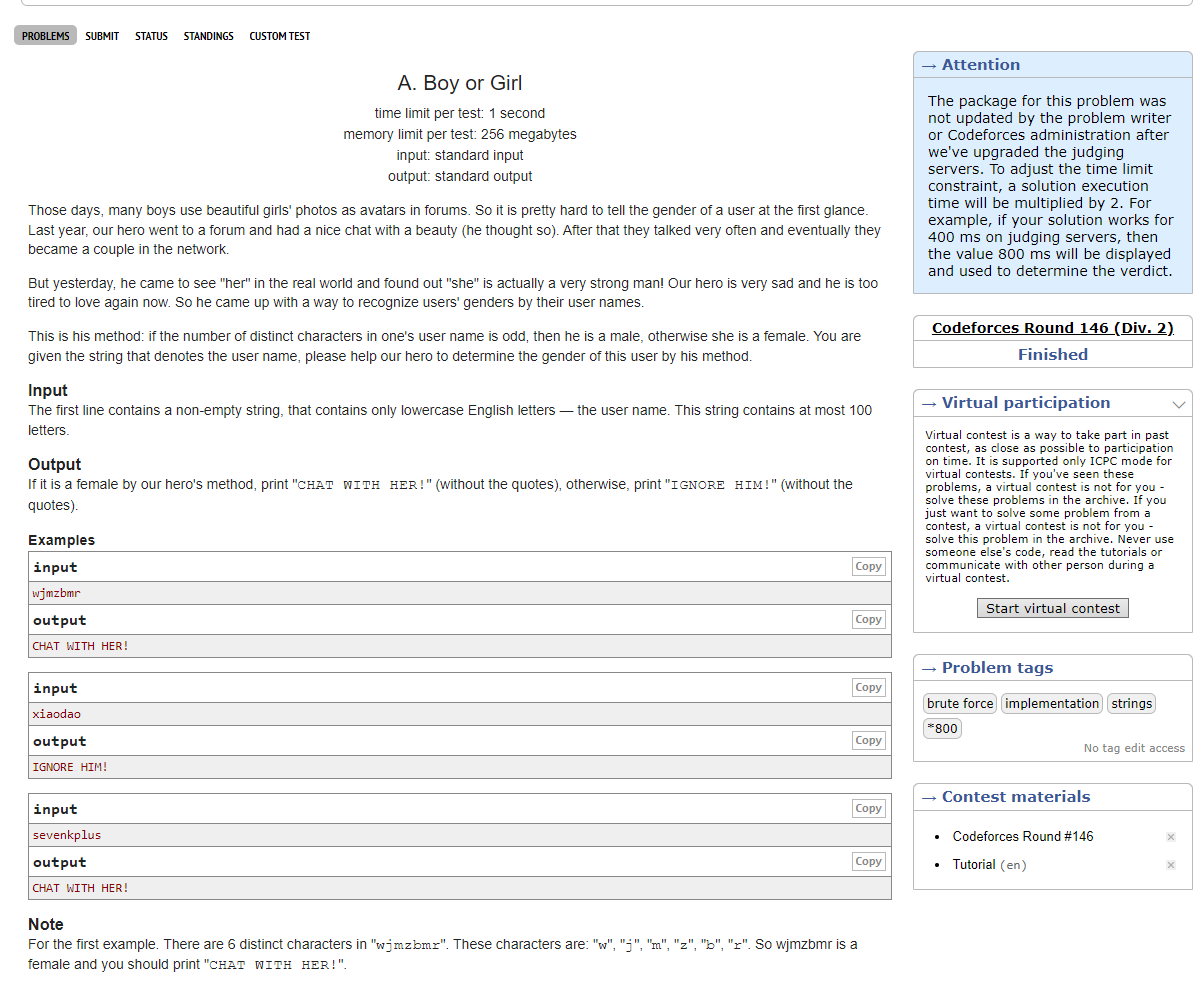 PROBLEMS SUBMIT STATUS STANDINGS CUSTOM TEST
A. Boy or Girl
time limit per test: 1 second
memory limit per test: 256 megabytes
input: standard input
output: standard output
Those days, many boys use beautiful girls' photos as avatars in forums. So it is pretty hard to tell the gender of a user at the first glance.
Last year, our hero went to a forum and had a nice chat with a beauty (he thought so). After that they talked very often and eventually they
became a couple in the network.
But yesterday, he came to see "her" in the real world and found out "she" is actually a very strong man! Our hero is very sad and he is too
tired to love again now. So he came up with a way to recognize users' genders by their user names.
This is his method: if the number of distinct characters in one's user name is odd, then he is a male, otherwise she is a female. You are
given the string that denotes the user name, please help our hero to determine the gender of this user by his method.
Input
The first line contains a non-empty string, that contains only lowercase English letters — the user name. This string contains at most 100
letters.
Output
If it is a female by our hero's method, print "CHAT WITH HER!" (without the quotes), otherwise, print "IGNORE HIM!" (without the
quotes).
Examples
input
Copy
wjmzbmr
output
Copy
CHAT WITH HER!
input
Copy
xiaodao
output
Copy
IGNORE HIM!
input
Copy
sevenkplus
output
Copy
CHAT WITH HER!
Note
For the first example. There are 6 distinct characters in "wjmzbmr". These characters are: "w", "j", "m", "z", "b", "r". So wjmzbmr is a
female and you should print "CHAT WITH HER!".
→ Attention
The package for this problem was
not updated by the problem writer
or Codeforces administration after
we've upgraded the judging
servers. To adjust the time limit
constraint, a solution execution
time will be multiplied by 2. For
example, if your solution works for
400 ms on judging servers, then
the value 800 ms will be displayed
and used to determine the verdict.
Codeforces Round 146 (Div. 2)
Finished
→ Virtual participation
Virtual contest is a way to take part in past
contest, as close as possible to participation
on time. It is supported only ICPC mode for
virtual contests. If you've seen these
problems, a virtual contest is not for you -
solve these problems in the archive. If you
just want to solve some problem from a
contest, a virtual contest is not for you -
solve this problem in the archive. Never use
someone else's code, read the tutorials or
communicate with other person during a
virtual contest.
Start virtual contest
→ Problem tags
brute force implementation strings
*800
No tag edit access
→ Contest materials
• Codeforces Round #146
• Tutorial (en)